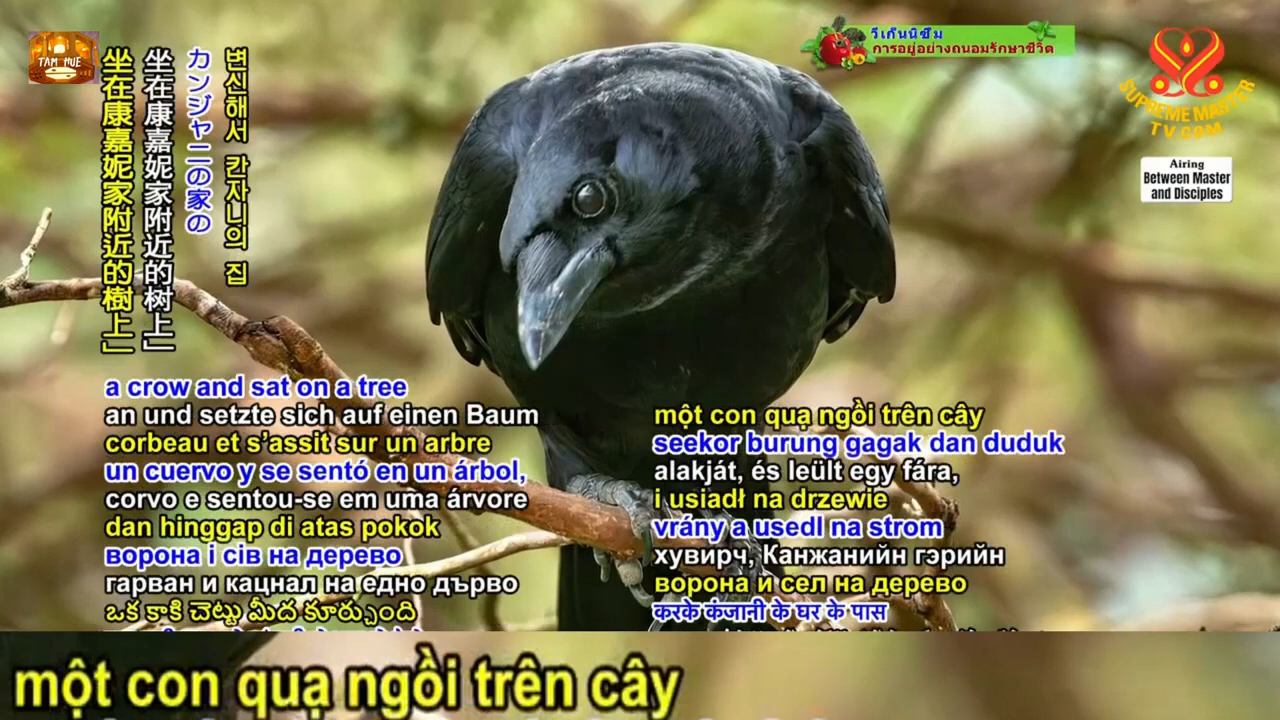 TAM HUE
วีเก้นนิซึม
การอยู่อย่างถนอมรักษาชีวิต
SUPREME MASTER
TV.COM
Airing
Between Master
and Disciples
변신해서 칸자니의 집
カンジャニの家の
坐在康嘉妮家附近的树上」
坐在康嘉妮家附近的樹上」
a crow and sat on a tree
an und setzte sich auf einen Baum
corbeau et s’assit sur un arbre
un cuervo y se sentó en un árbol,
corvo e sentou-se em uma árvore
dan hinggap di atas pokok
ворона і сів на дерево
гарван и кацнал на едно дърво
ఒక కాకి చెట్టు మీద కూర్చుంది
một con quạ ngồi trên cây
seekor burung gagak dan duduk
alakját, és leült egy fára,
i usiadł na drzewie
vrány a usedl na strom
хувирч, Канжанийн гэрийн
ворона и сел на дерево
करके कंजानी के घर के पास
một con quạ ngồi trên cây